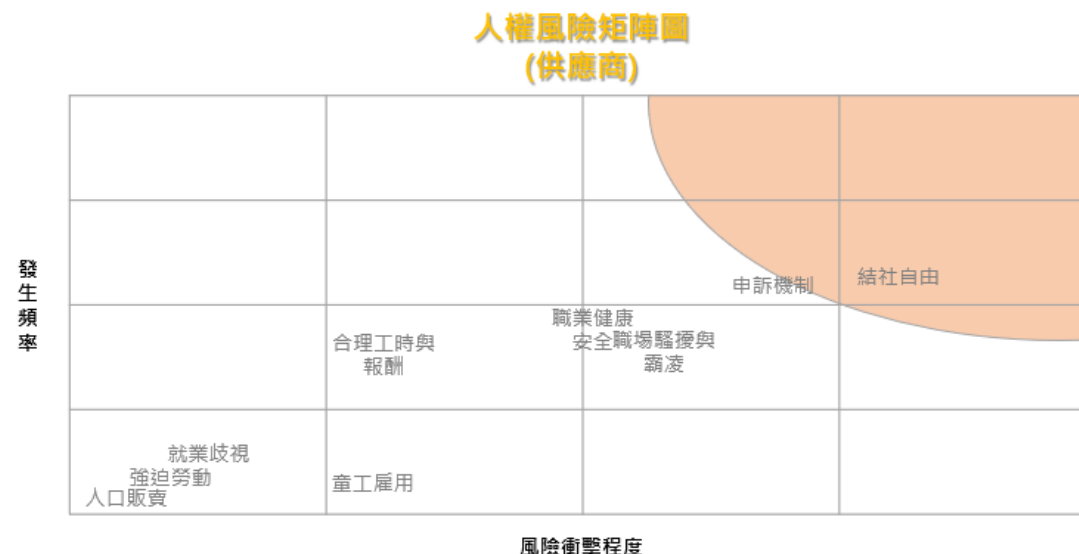 人權風險矩陣圖
(供應商)
發生頻率
申訴機制
結社自由
職業健康
安全
職場騷擾與
霸凌
合理工時與
報酬
就業歧視
強迫勞動
人口販賣
童工雇用
風險衝擊程度